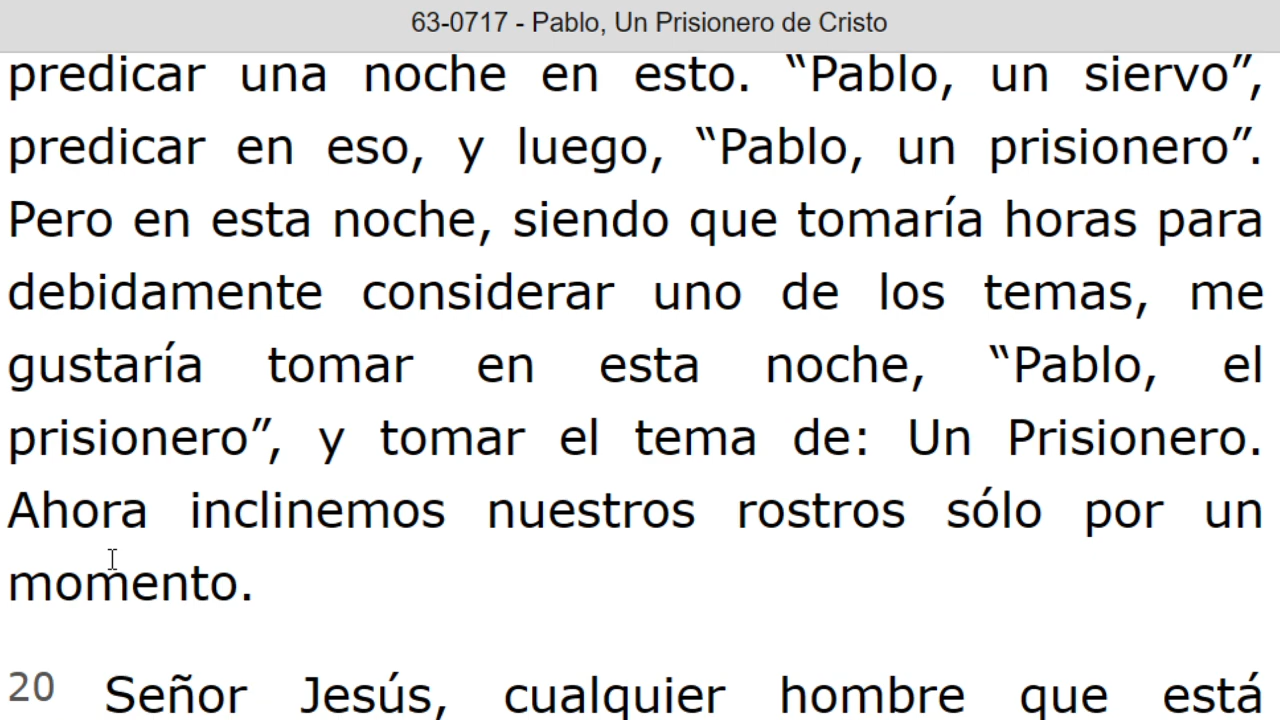 63-0717 - Pablo, Un Prisionero de Cristo
predicar una noche en esto. “Pablo, un siervo”,
predicar en eso, y luego, “Pablo, un prisionero”.
Pero en esta noche, siendo que tomaría horas para
debidamente considerar uno de los temas, me
gustaría tomar en esta noche, “Pablo, el
prisionero”, y tomar el tema de: Un Prisionero.
Ahora inclinemos nuestros rostros sólo por un
momento.
20 Señor Jesús, cualquier hombre que está